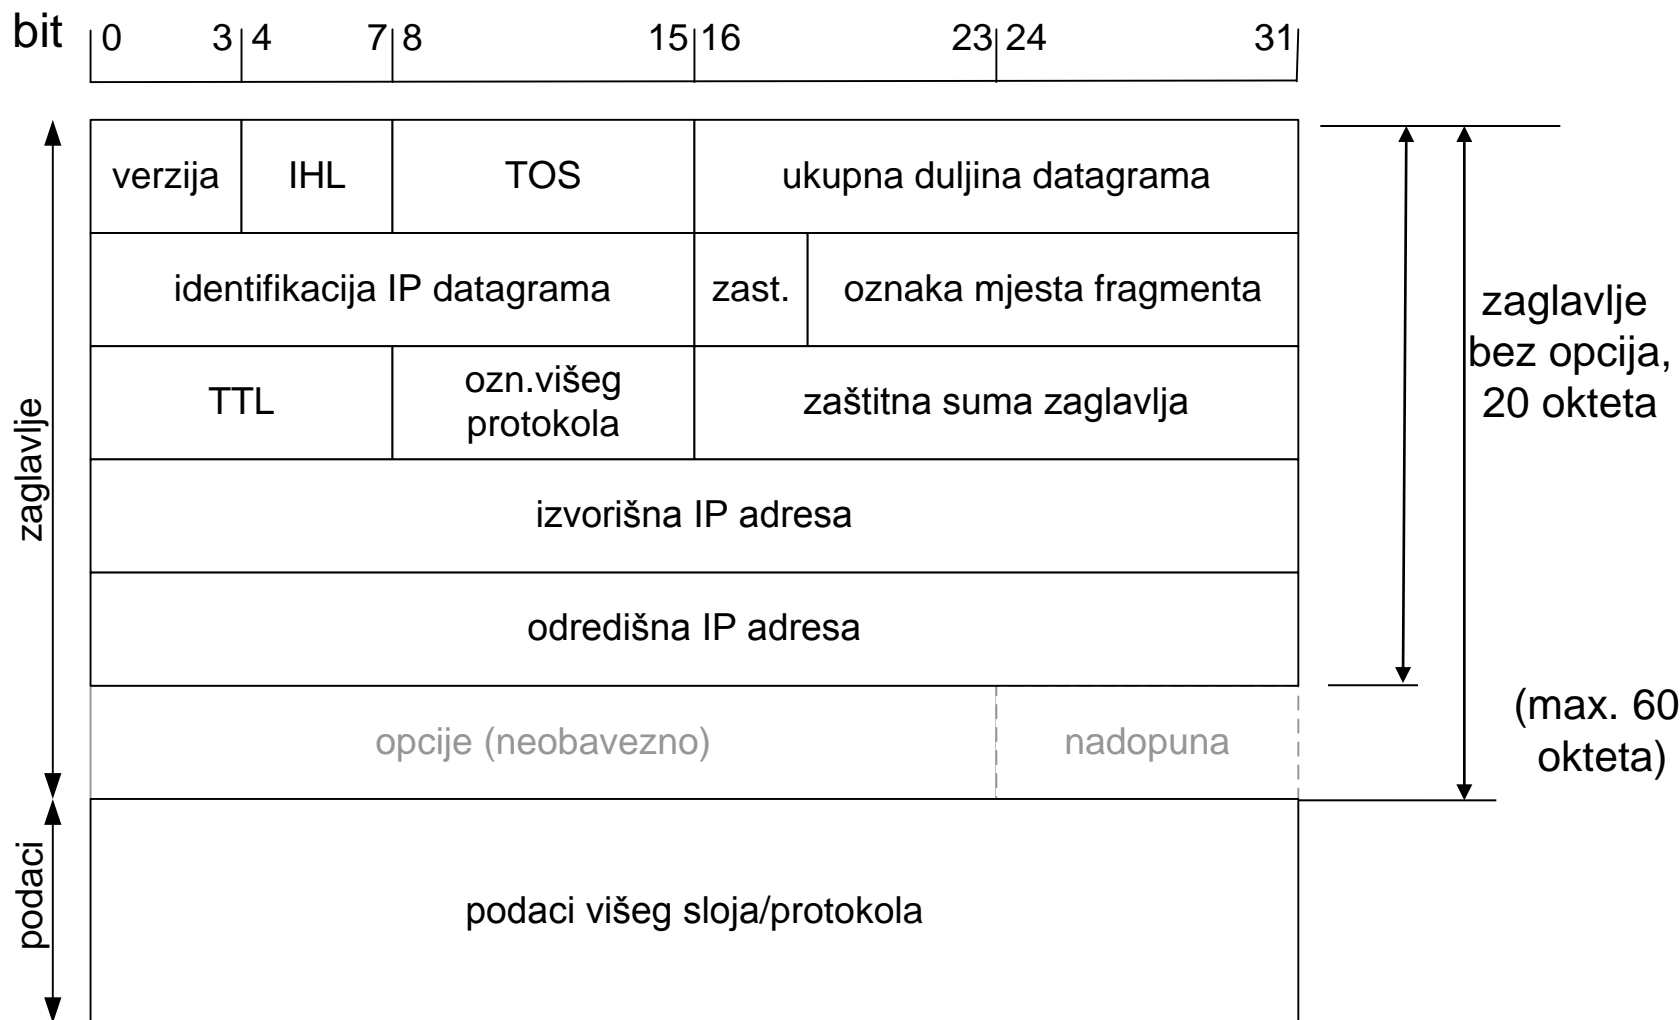 bit 0 3 4 7 8 15 16 23 24 31
verzija IHL TOS ukupna duljina datagrama
identifikacija IP datagrama zast. oznaka mjesta fragmenta
TTL ozn.višeg protokola zaštitna suma zaglavlja
izvorišna IP adresa
odredišna IP adresa
opcije (neobavezno) nadopuna
podaci višeg sloja/protokola
zaglavlje
podaci
zaglavlje
bez opcija,
20 okteta
(max. 60
okteta)